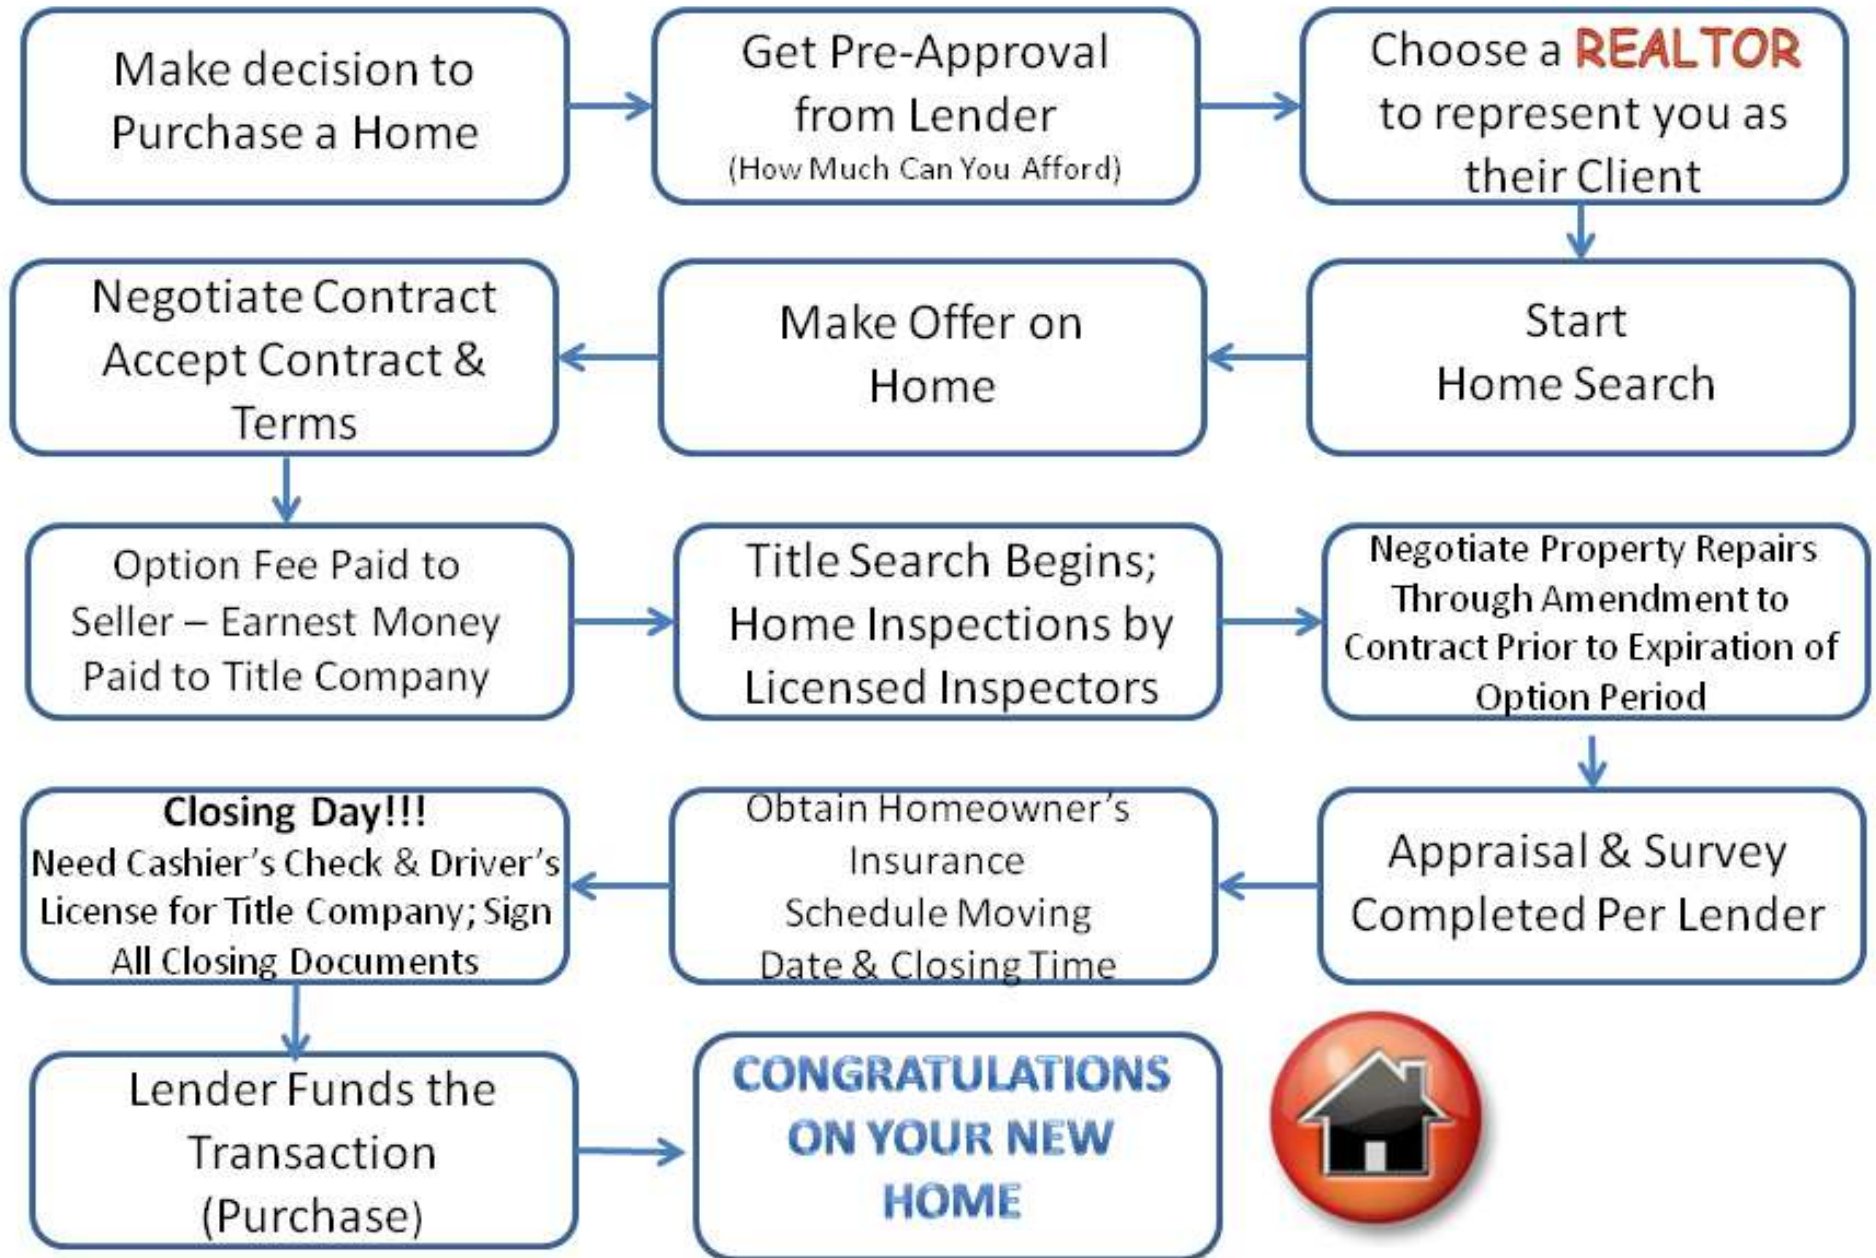 Make decision to
Purchase a Home
Get Pre-Approval
from Lender
(How Much Can You Afford)
Choose a REALTOR
to represent you as
their Client
Start
Home Search
Make Offer on
Home
Negotiate Contract
Accept Contract &
Terms
Option Fee Paid to
Seller – Earnest Money
Paid to Title Company
Title Search Begins;
Home Inspections by
Licensed Inspectors
Negotiate Property Repairs
Through Amendment to
Contract Prior to Expiration of
Option Period
Appraisal & Survey
Completed Per Lender
Obtain Homeowner's
Insurance
Schedule Moving
Date & Closing Time
Closing Day!!!
Need Cashier's Check & Driver's
License for Title Company; Sign
All Closing Documents
Lender Funds the
Transaction
(Purchase)
CONGRATULATIONS
ON YOUR NEW
HOME